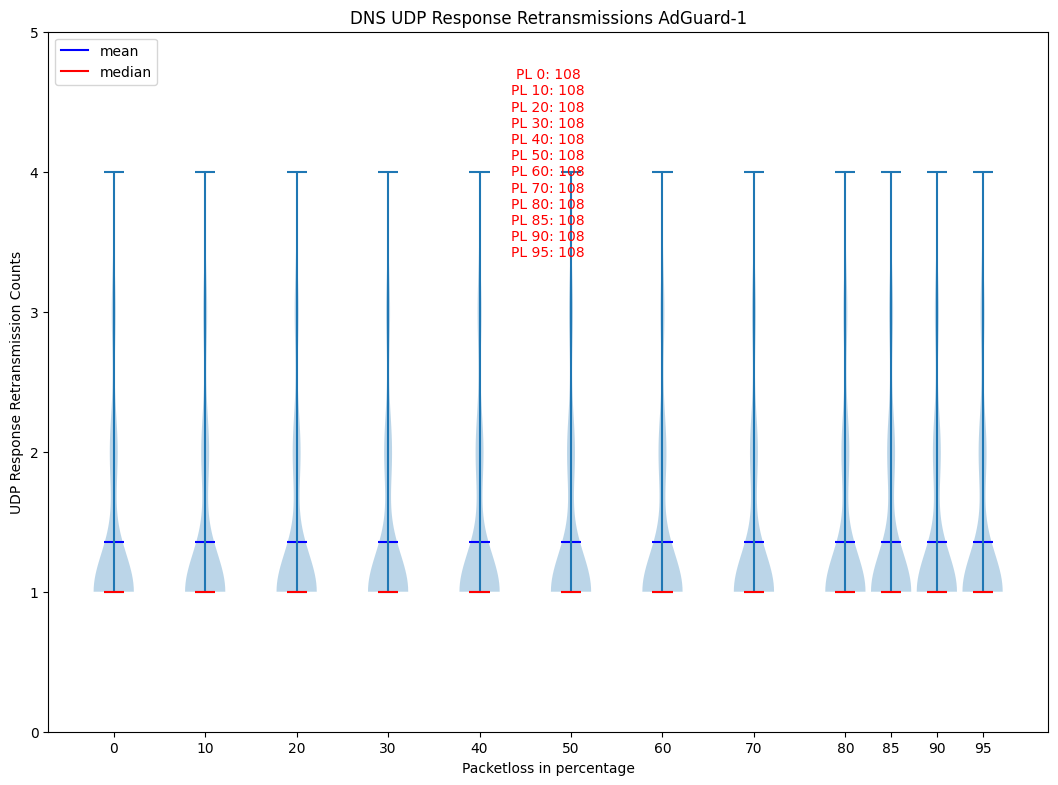 DNS UDP Response Retransmissions AdGuard-1
mean
median
PL 0: 108
PL 10: 108
PL 20: 108
PL 30: 108
PL 40: 108
PL 50: 108
PL 60: 108
PL 70: 108
PL 80: 108
PL 85: 108
PL 90: 108
PL 95: 108
5
4
3
2
1
0
UDP Response Retransmission Counts
0 10 20 30 40 50 60 70 80 85 90 95
Packetloss in percentage